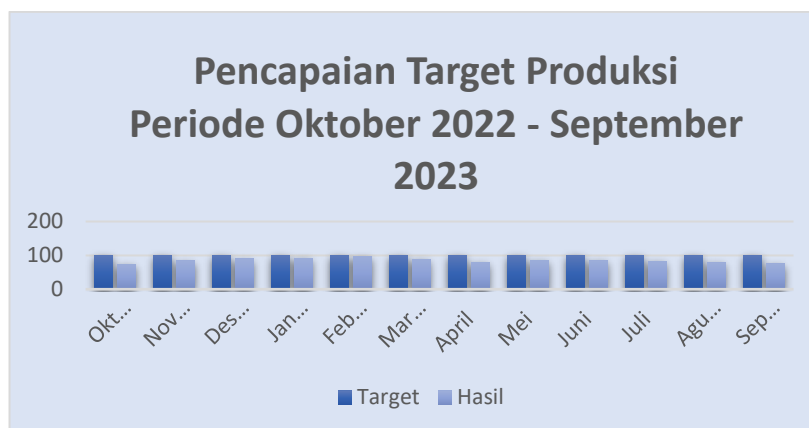 Pencapaian Target Produksi
Periode Oktober 2022 - September
2023
200
100
0
Okt...
Nov...
Des...
Jan...
Feb...
Mar...
April
Mei
Juni
Juli
Agu...
Sep...
Target
Hasil